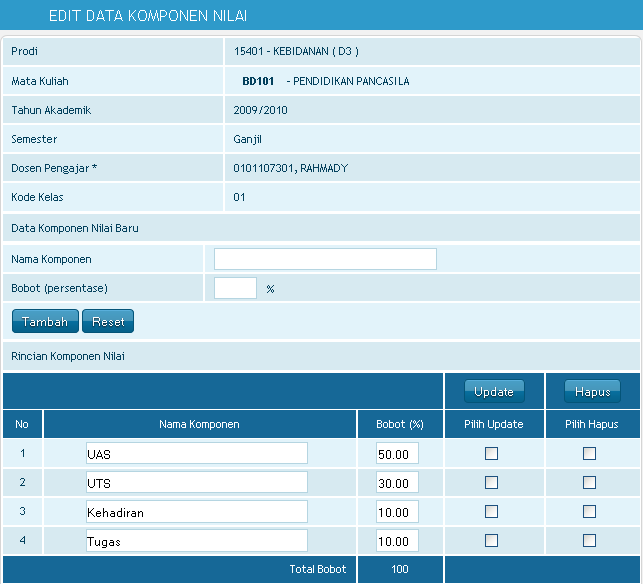 EDIT DATA KOMPONEN NILAI
Prodi 15401 - KEBIDANAN ( D3 )
Mata Kuliah BD101 - PENDIDIKAN PANCASILA
Tahun Akademik 2009/2010
Semester Ganjil
Dosen Pengajar * 0101107301, RAHMADY
Kode Kelas 01
Data Komponen Nilai Baru
Nama Komponen
Bobot (persentase) %
Tambah Reset
Rincian Komponen Nilai
Update Hapus
No Nama Komponen Bobot (%) Pilih Update Pilih Hapus
1 UAS 50.00
2 UTS 30.00
3 Kehadiran 10.00
4 Tugas 10.00
Total Bobot 100